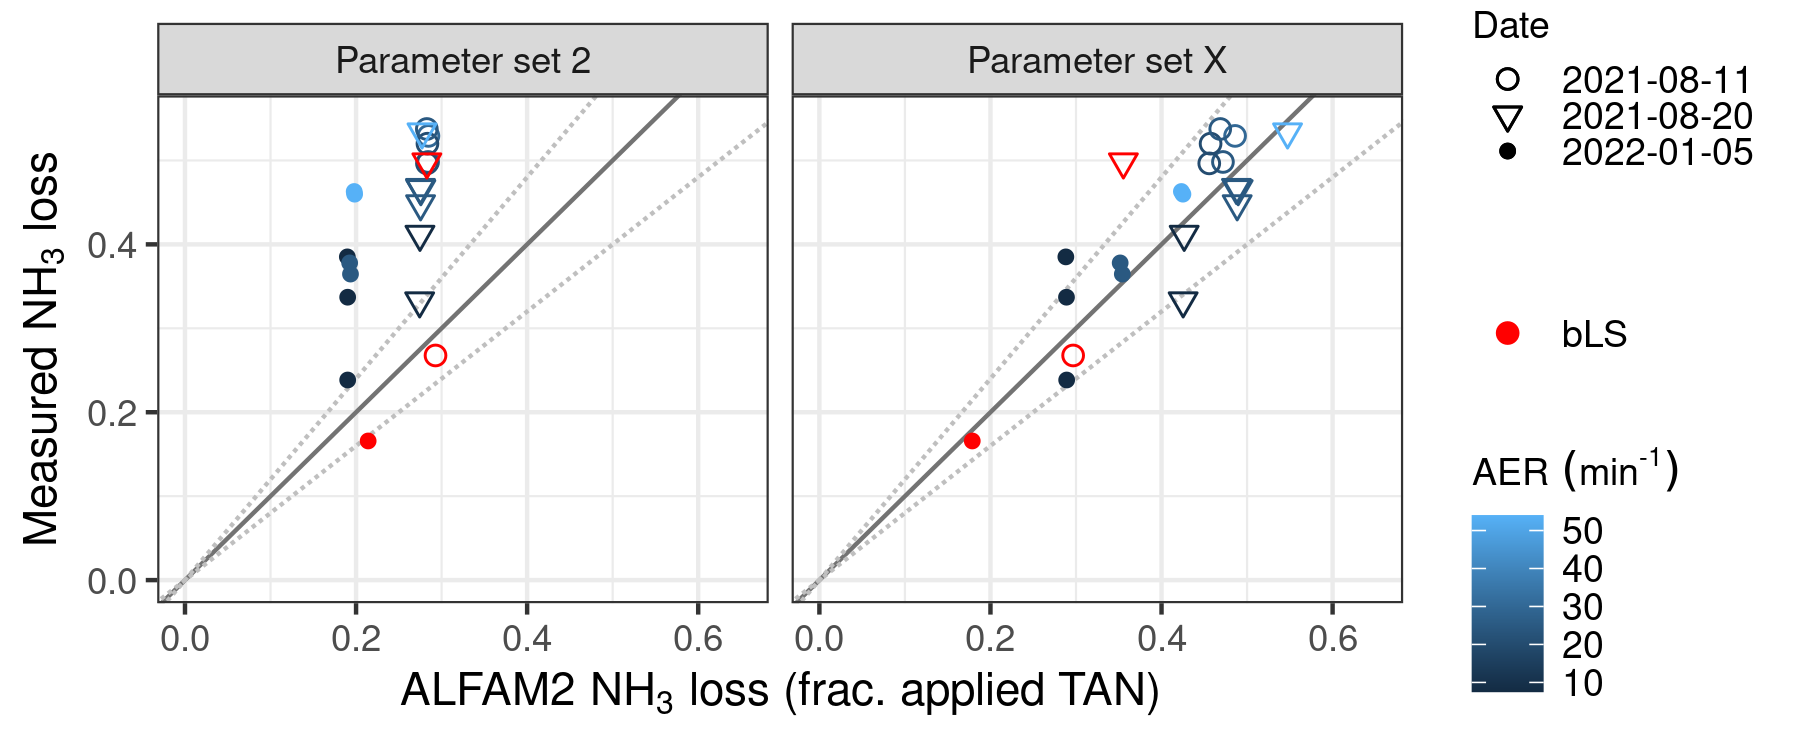 Parameter set 2
Parameter set X
Measured NH₃ loss
0.4
0.2
0.0
0.0 0.2 0.4 0.6
0.0 0.2 0.4 0.6
ALFAM2 NH₃ loss (frac. applied TAN)
Date
2021-08-11
2021-08-20
2022-01-05
bLS
AER (min⁻¹)
50
40
30
20
10